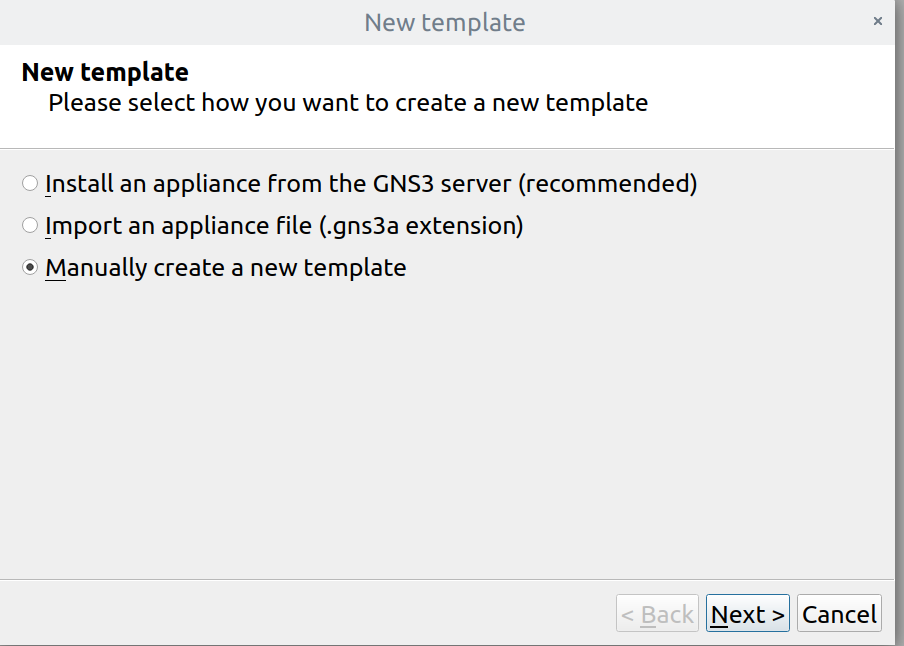 New template
×
New template
Please select how you want to create a new template
Install an appliance from the GNS3 server (recommended)
Import an appliance file (.gns3a extension)
Manually create a new template
< Back Next > Cancel